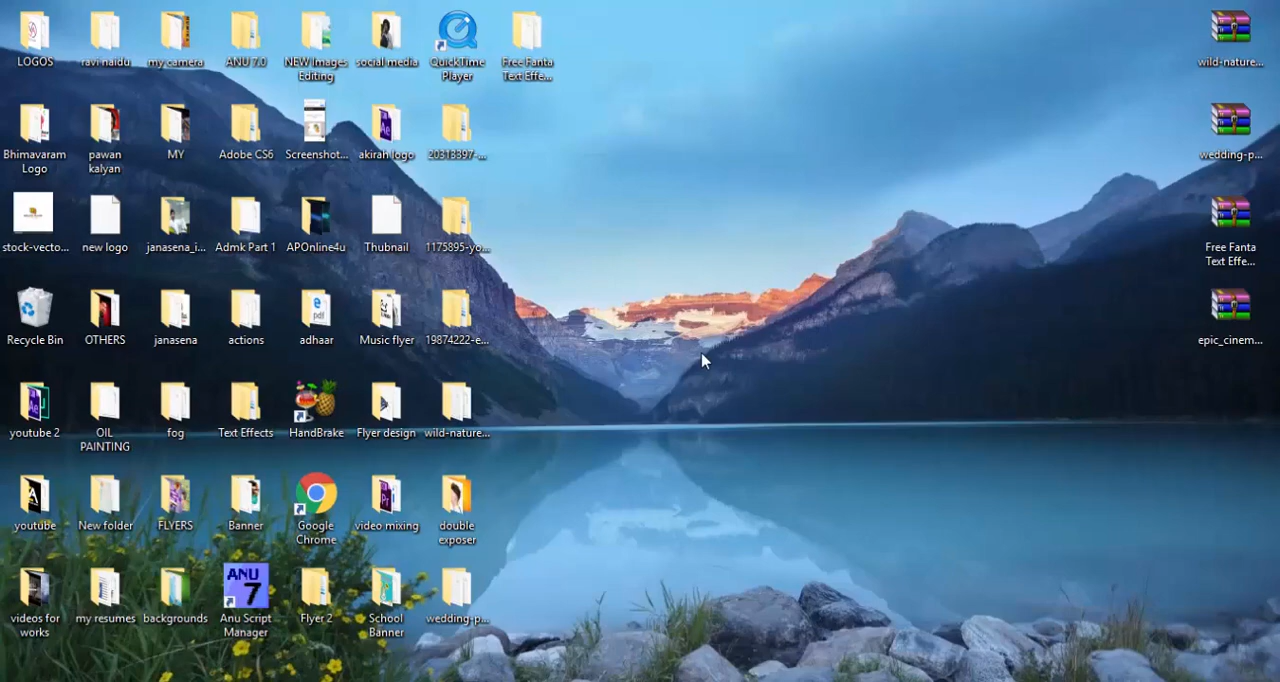 LOGOS
ravi naidu
my camera
ANU 7.0
NEW Images
Editing
social media
QuickTime
Player
Free Fanta
Text Effe...
wild-nature...
Bhimavaram
Logo
pawan
kalyan
MY
Adobe CS6
Screenshot...
akirah logo
20313397-...
wedding-p...
stock-vecto...
new logo
janasena_i...
Admk Part 1
APOnline4u
Thubnail
1175895-yo...
Free Fanta
Text Effe...
Recycle Bin
OTHERS
janasena
actions
adhaar
Music flyer
19874222-e...
epic_cinem...
youtube 2
OIL
PAINTING
fog
Text Effects
HandBrake
Flyer design
wild-nature...
youtube
New folder
FLYERS
Banner
Google
Chrome
video mixing
double
exposer
ANU
7
videos for
works
my resumes
backgrounds
Anu Script
Manager
Flyer 2
School
Banner
wedding-p...